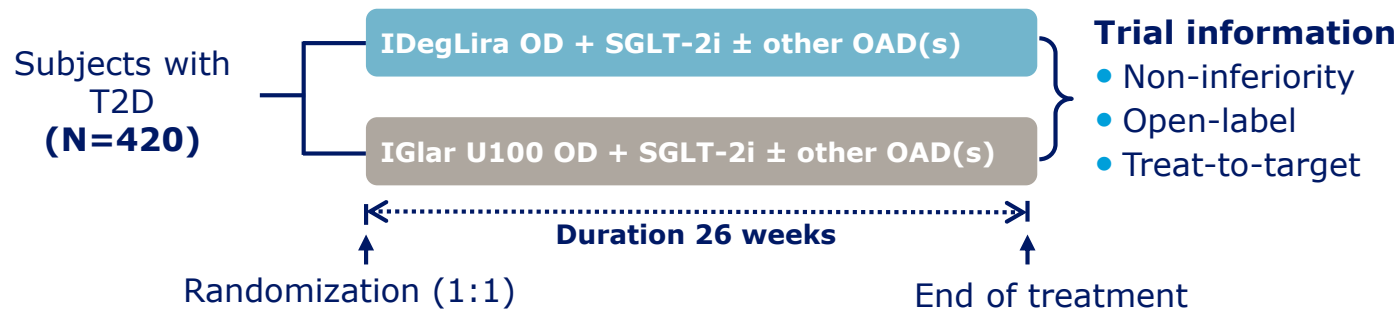 Subjects with
T2D
(N=420)
IDegLira OD + SGLT-2i ± other OAD(s)
IGlar U100 OD + SGLT-2i ± other OAD(s)
Trial information
• Non-inferiority
• Open-label
• Treat-to-target
Duration 26 weeks
Randomization (1:1)
End of treatment